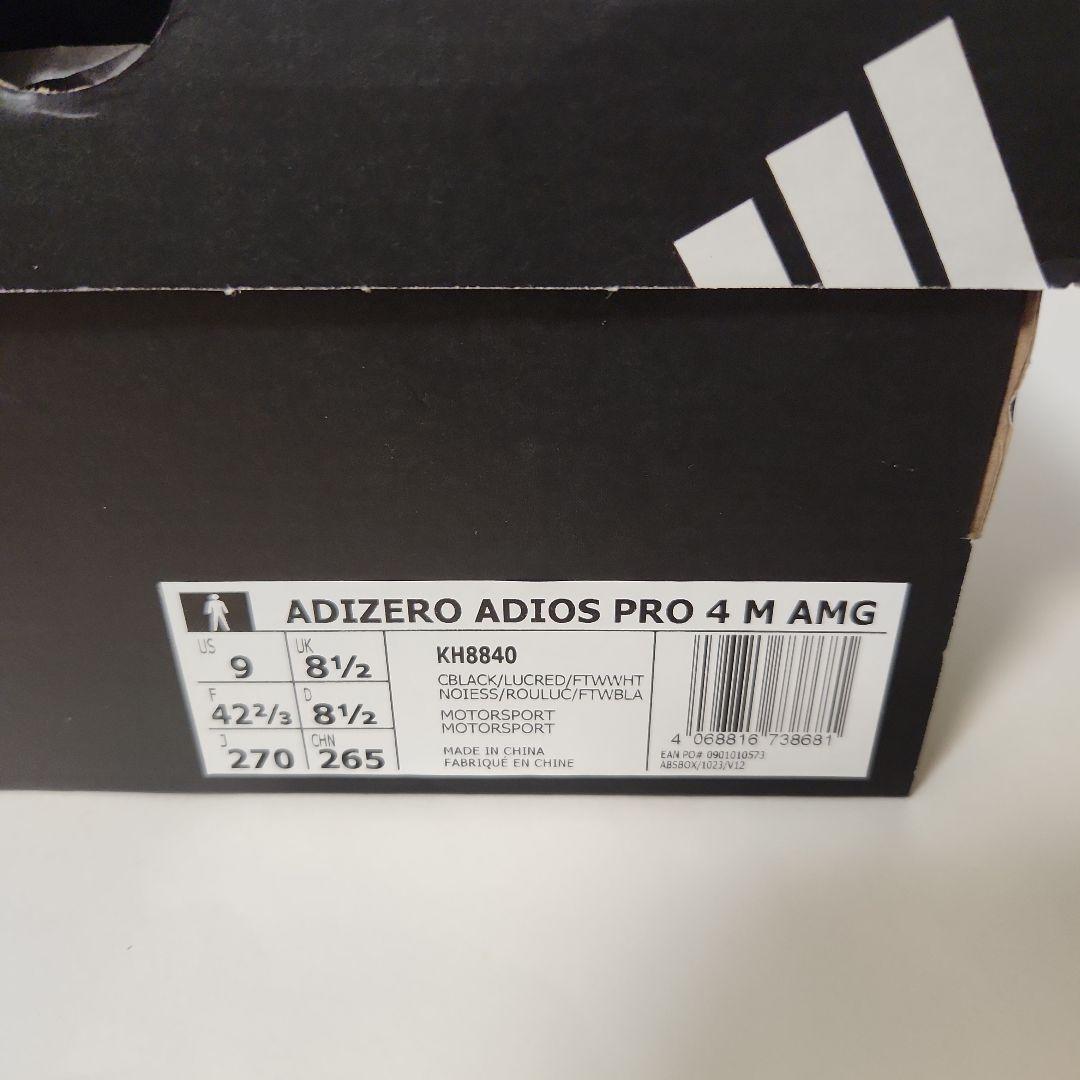 ADIZERO ADIOS PRO 4 M AMG
US 9 UK 8½
F 42⅔ D 8½
J 270 CHN 265
KH8840
CBLACK/LUCRED/FTWWHT
NOIESS/ROULUC/FTWBLA
MOTORSPORT
MOTORSPORT
MADE IN CHINA
FABRIQUÉ EN CHINE
4 068816 738681
EAN PO# 0901010573
ABSBOX/1023/V12